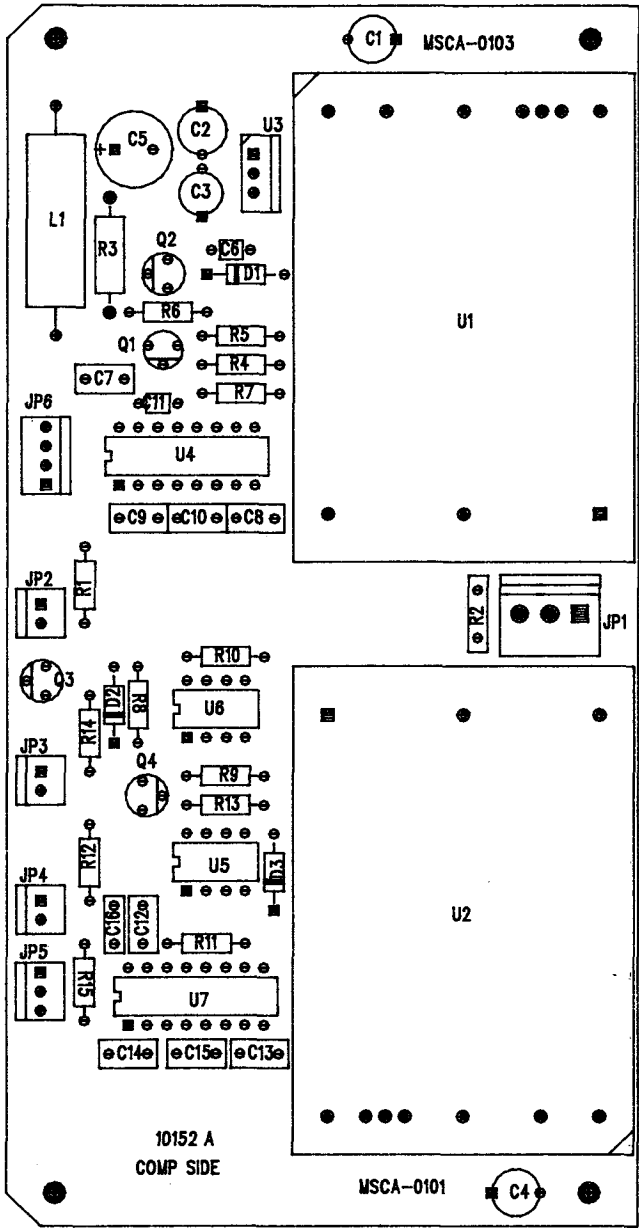 C1 MSCA-0103
C2
C5
U3
L1
C3
R3
Q2
C6
D1
R6
U1
Q1
R5
R4
C7
R7
JP6
C11
U4
C9 C10 C8
JP2
R1
R2
JP1
R10
Q3
D2
R8
U6
R14
JP3
Q4
R9
R13
R12
U5
D3
JP4
C16
C12
U2
R11
JP5
R15
U7
C14 C15 C13
10152 A
COMP SIDE
MSCA-0101
C4